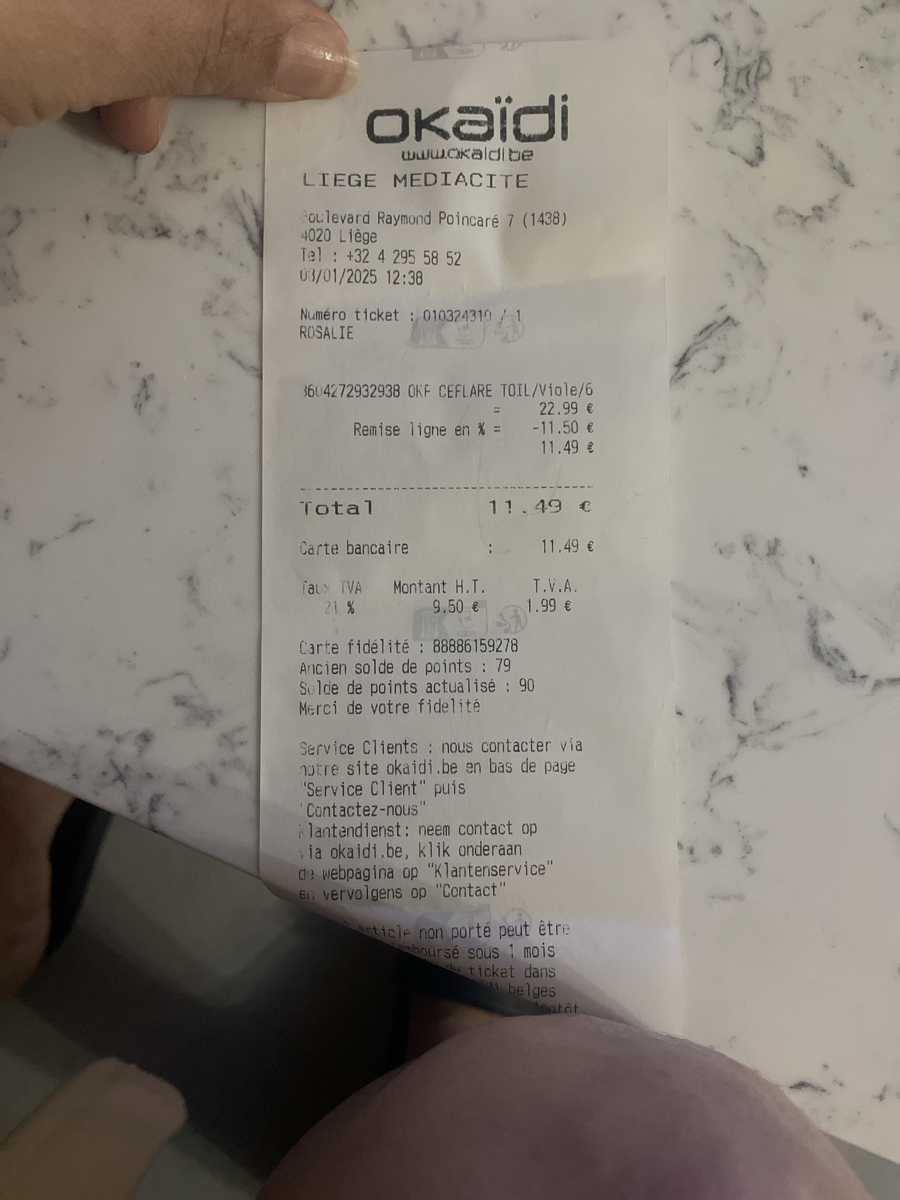 okaïdi
www.okaidi.be
LIEGE MEDIACITE
Boulevard Raymond Poincaré 7 (1438)
4020 Liège
Tel : +32 4 295 58 52
03/01/2025 12:38
Numéro ticket : 010324310 / 1
ROSALIE
3604272932938 OKF CEFLARE TOIL/Viole/6
= 22.99 €
Remise ligne en % = -11.50 €
11.49 €
Total 11.49 €
Carte bancaire : 11.49 €
Taux TVA Montant H.T. T.V.A.
21 % 9.50 € 1.99 €
Carte fidélité : 88886159278
Ancien solde de points : 79
Solde de points actualisé : 90
Merci de votre fidelité
Service Clients : nous contacter via
notre site okaidi.be en bas de page
"Service Client" puis
"Contactez-nous"
Klantendienst: neem contact op
via okaidi.be, klik onderaan
de webpagina op "Klantenservice"
en vervolgens op "Contact"
article non porté peut être
sous 1 mois
du ticket dans
belges